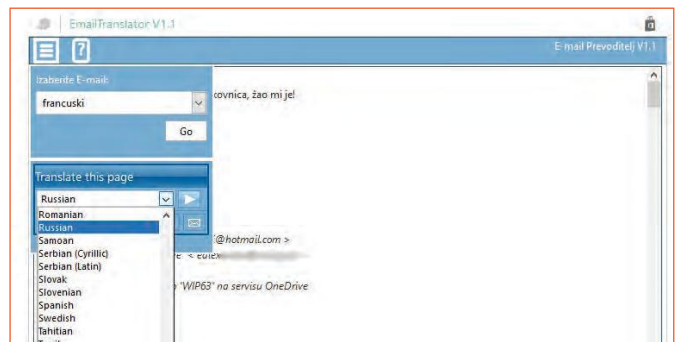 EmailTranslator V1.1
E-mail Prevoditelj V1.1
Izaberite E-mail:
francuski
Go
kovnica, žao mi je!
Translate this page
Russian
Romanian
Russian
Samoan
Serbian (Cyrillic)
Serbian (Latin)
Slovak
Slovenian
Spanish
Swedish
Tahitian
@hotmail.com >
"WIP63" na servisu OneDrive